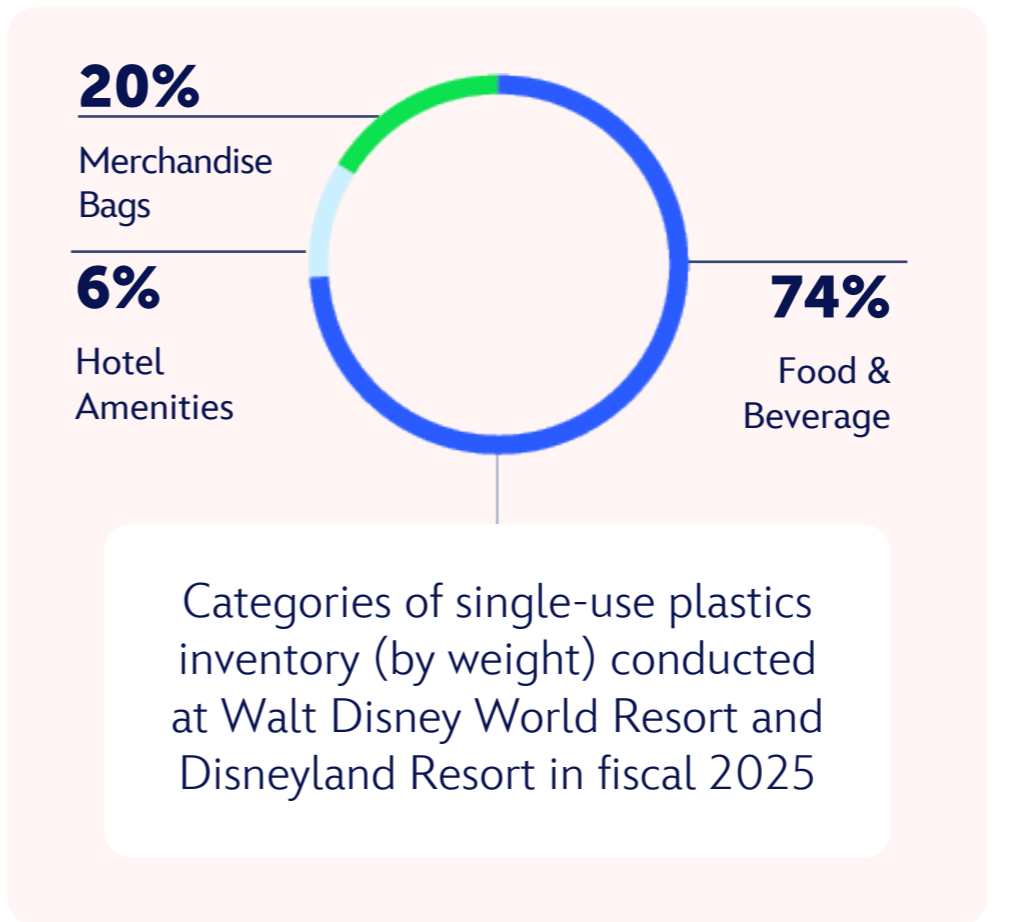 20%
Merchandise
Bags
6%
Hotel
Amenities
74%
Food &
Beverage
Categories of single-use plastics
inventory (by weight) conducted
at Walt Disney World Resort and
Disneyland Resort in fiscal 2025